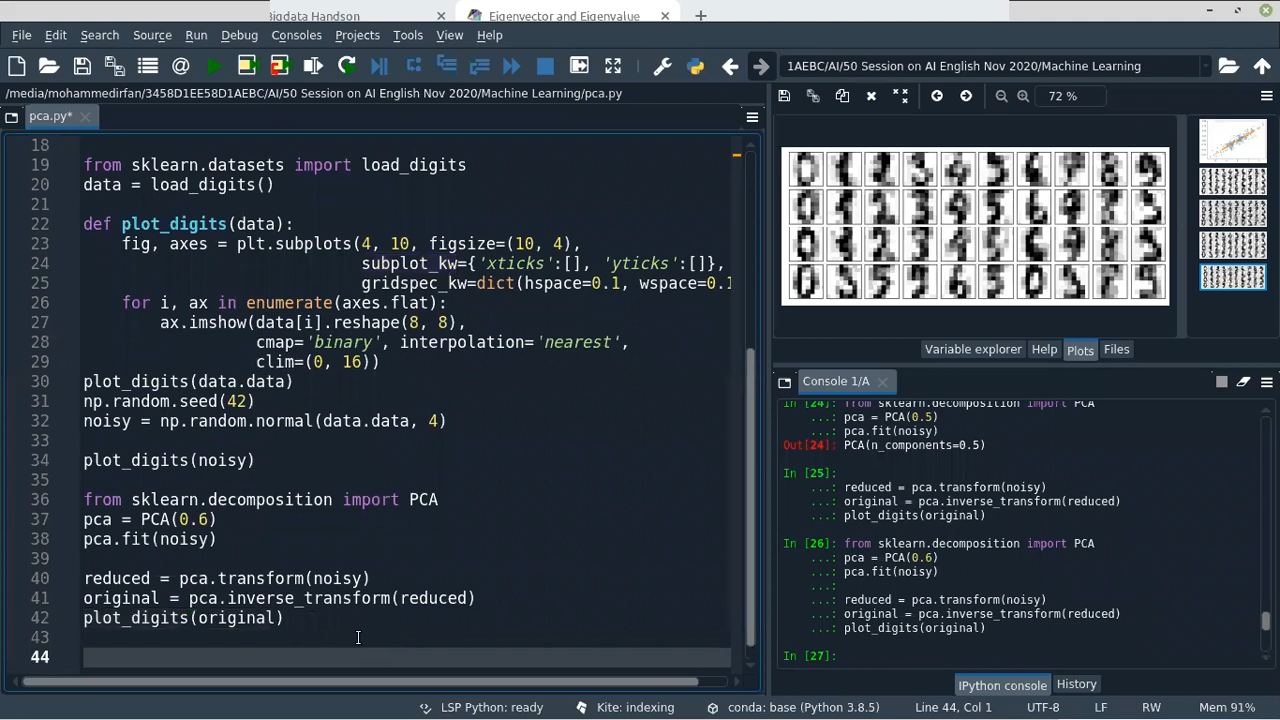 Bigdata Handson
Eigenvector and Eigenvalue
File Edit Search Source Run Debug Consoles Projects Tools View Help
1AEBC/AI/50 Session on AI English Nov 2020/Machine Learning
/media/mohammedirfan/3458D1EE58D1AEBC/AI/50 Session on AI English Nov 2020/Machine Learning/pca.py
72 %
pca.py*
18
19 from sklearn.datasets import load_digits
20 data = load_digits()
21
22 def plot_digits(data):
23 fig, axes = plt.subplots(4, 10, figsize=(10, 4),
24 subplot_kw={'xticks':[], 'yticks':[]},
25 gridspec_kw=dict(hspace=0.1, wspace=0.1
26 for i, ax in enumerate(axes.flat):
27 ax.imshow(data[i].reshape(8, 8),
28 cmap='binary', interpolation='nearest',
29 clim=(0, 16))
30 plot_digits(data.data)
31 np.random.seed(42)
32 noisy = np.random.normal(data.data, 4)
33
34 plot_digits(noisy)
35
36 from sklearn.decomposition import PCA
37 pca = PCA(0.6)
38 pca.fit(noisy)
39
40 reduced = pca.transform(noisy)
41 original = pca.inverse_transform(reduced)
42 plot_digits(original)
43
44
Variable explorer Help Plots Files
Console 1/A
In [24]: from sklearn.decomposition import PCA
...: pca = PCA(0.5)
...: pca.fit(noisy)
Out[24]: PCA(n_components=0.5)
In [25]:
...: reduced = pca.transform(noisy)
...: original = pca.inverse_transform(reduced)
...: plot_digits(original)
In [26]: from sklearn.decomposition import PCA
...: pca = PCA(0.6)
...: pca.fit(noisy)
...:
...: reduced = pca.transform(noisy)
...: original = pca.inverse_transform(reduced)
...: plot_digits(original)
In [27]:
IPython console History
LSP Python: ready Kite: indexing conda: base (Python 3.8.5) Line 44, Col 1 UTF-8 LF RW Mem 91%